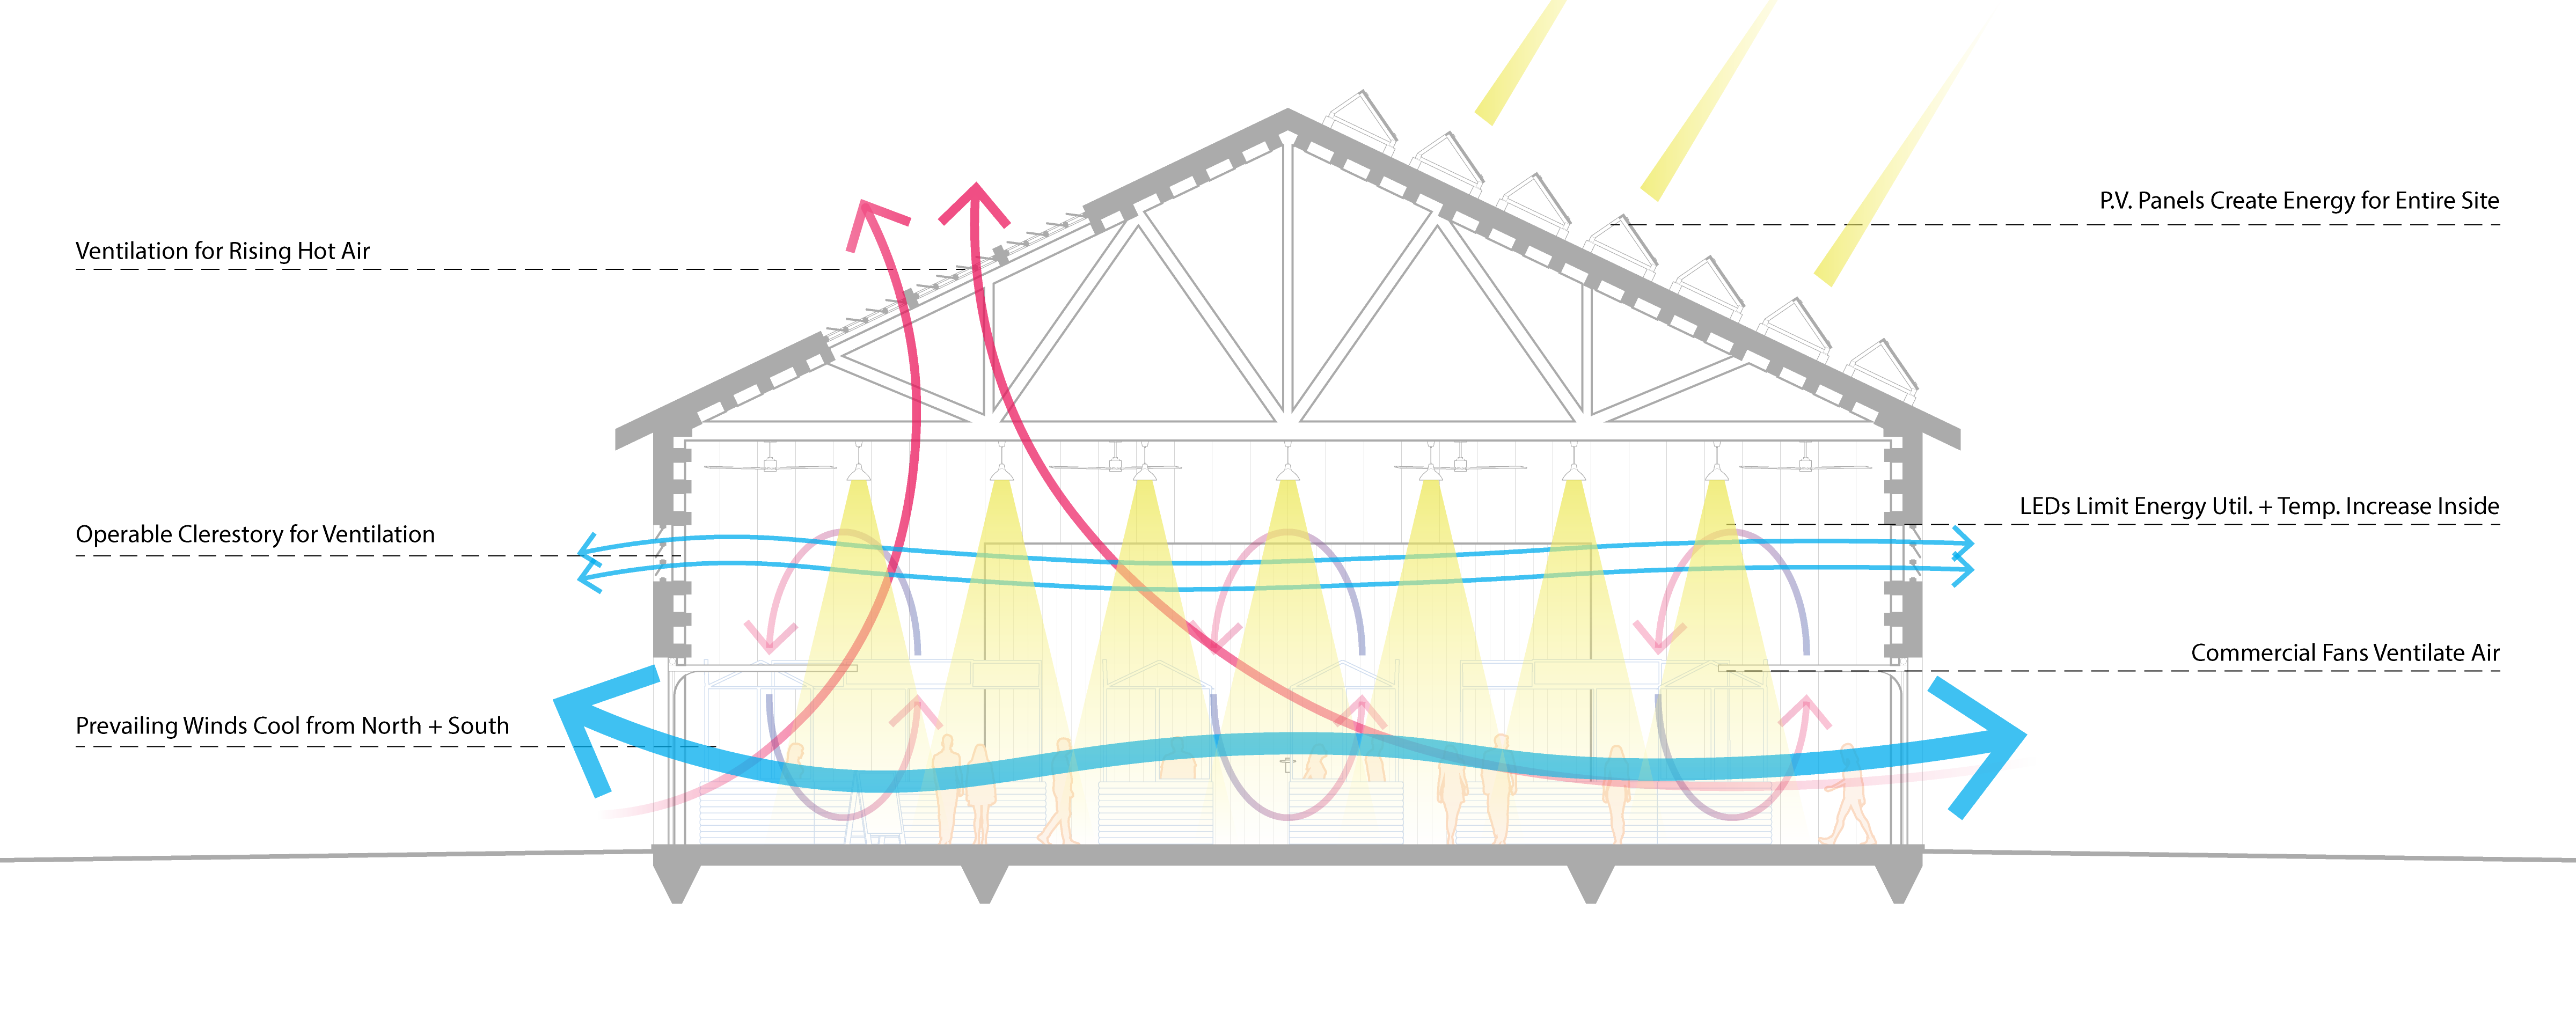 Ventilation for Rising Hot Air
Operable Clerestory for Ventilation
Prevailing Winds Cool from North + South
P.V. Panels Create Energy for Entire Site
LEDs Limit Energy Util. + Temp. Increase Inside
Commercial Fans Ventilate Air